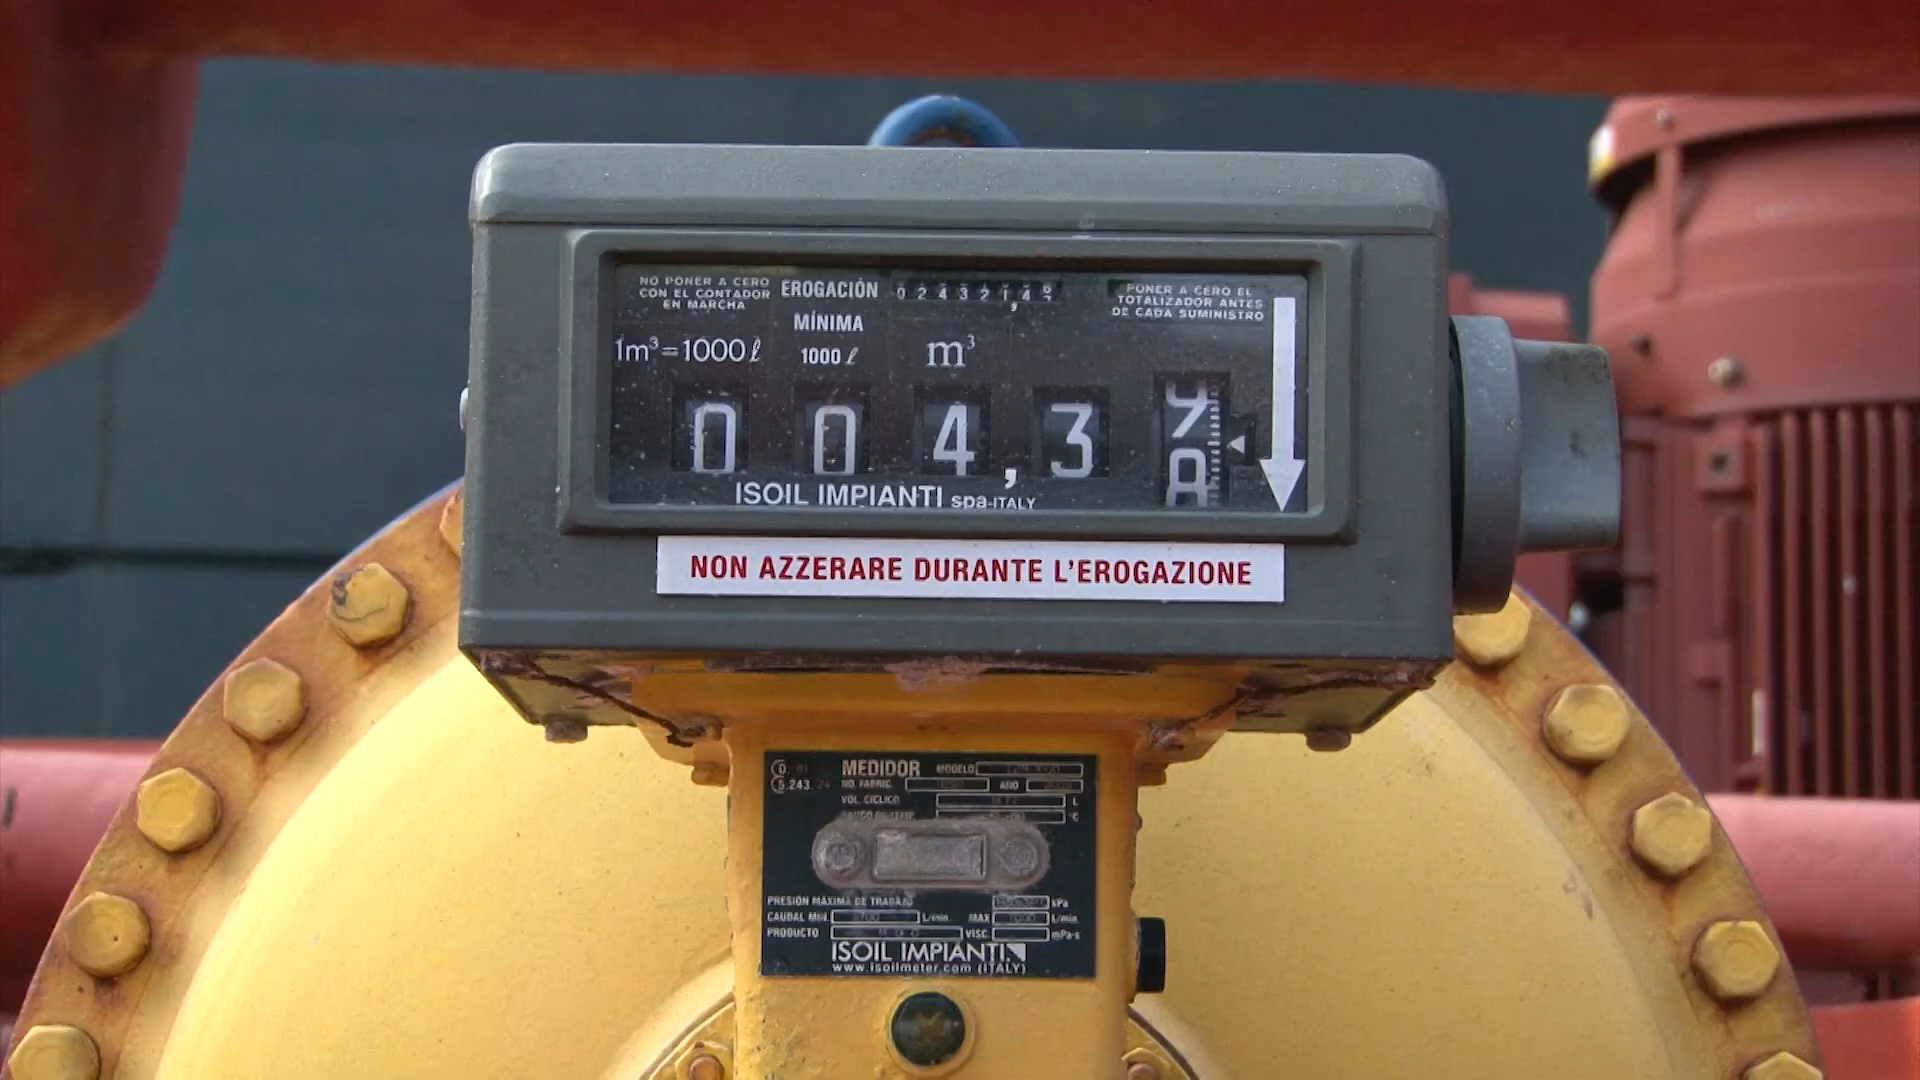 NO PONER A CERO
CON EL CONTADOR
EN MARCHA
EROGACIÓN
MÍNIMA
1000 ℓ
PONER A CERO EL
TOTALIZADOR ANTES
DE CADA SUMINISTRO
1m³=1000 ℓ
m³
0 0 4,3
ISOIL IMPIANTI spa-ITALY
NON AZZERARE DURANTE L'EROGAZIONE
MEDIDOR MODELO
5.243. NO. FABRIC. AÑO
VOL. CICLICO L
°C
PRESIÓN MÁXIMA DE TRABAJO kPa
CAUDAL MIN. L/min MAX L/min
PRODUCTO VISC. mPa-s
ISOIL IMPIANTI
www.isoilmeter.com (ITALY)